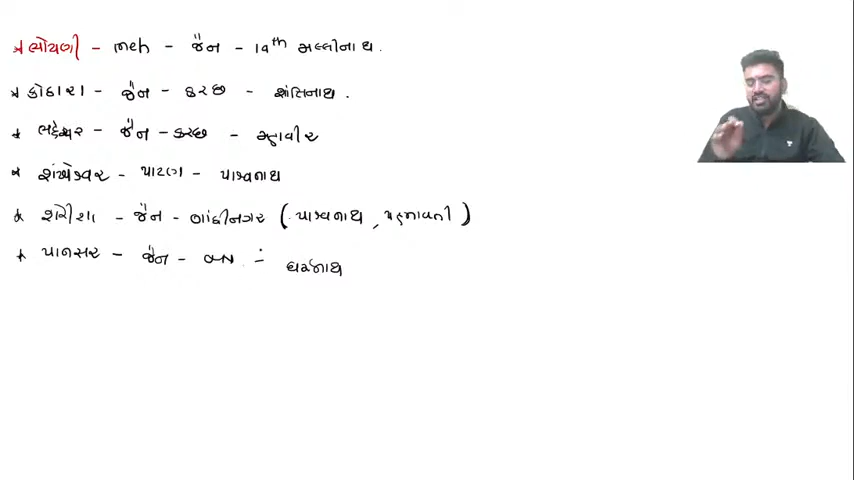 * ભોયણી - meh - જૈન - 19th મલ્લીનાથ.
* કોઠારા - જૈન - કચ્છ - શાંતિનાથ.
* ભદ્રેશ્વર - જૈન - કચ્છ - મહાવીર
* શંખેશ્વર - પાટણ - પાર્શ્વનાથ
* શેરીશા - જૈન - ગાંધીનગર (પાર્શ્વનાથ, પદ્માવતી)
* પાનસર - જૈન - ÷ ધર્મનાથ